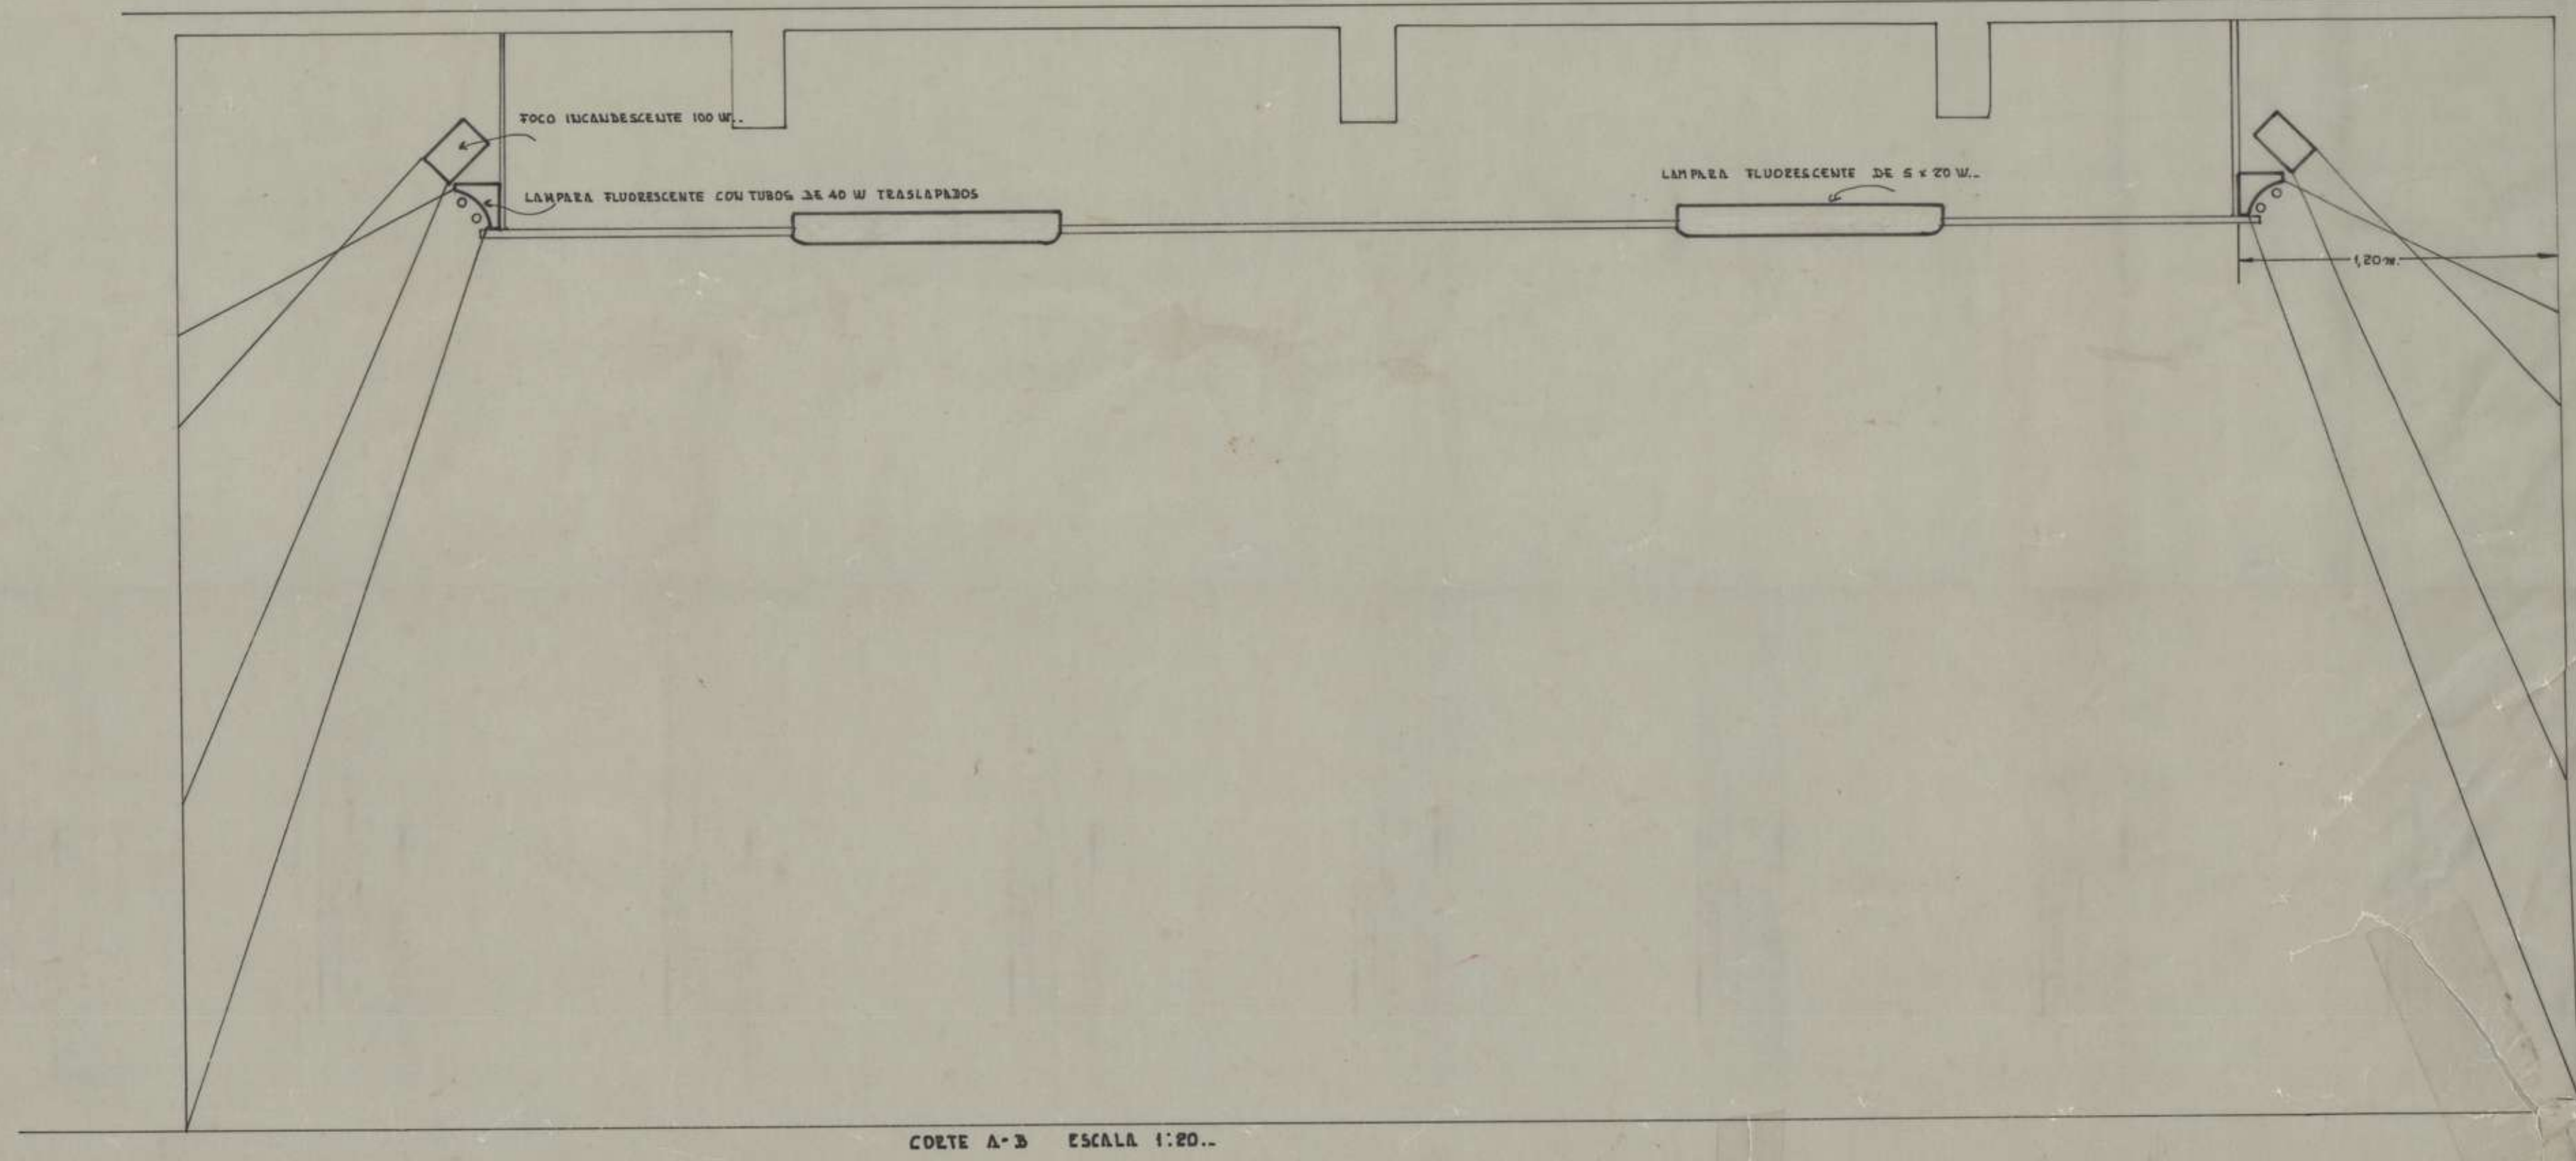 FOCO INCANDESCENTE 100 W..
LAMPARA FLUORESCENTE CON TUBOS DE 40 W TRASLAPADOS
LAMPARA FLUORESCENTE DE 5 x 20 W..
1,20 m.
CORTE A-B ESCALA 1:20..